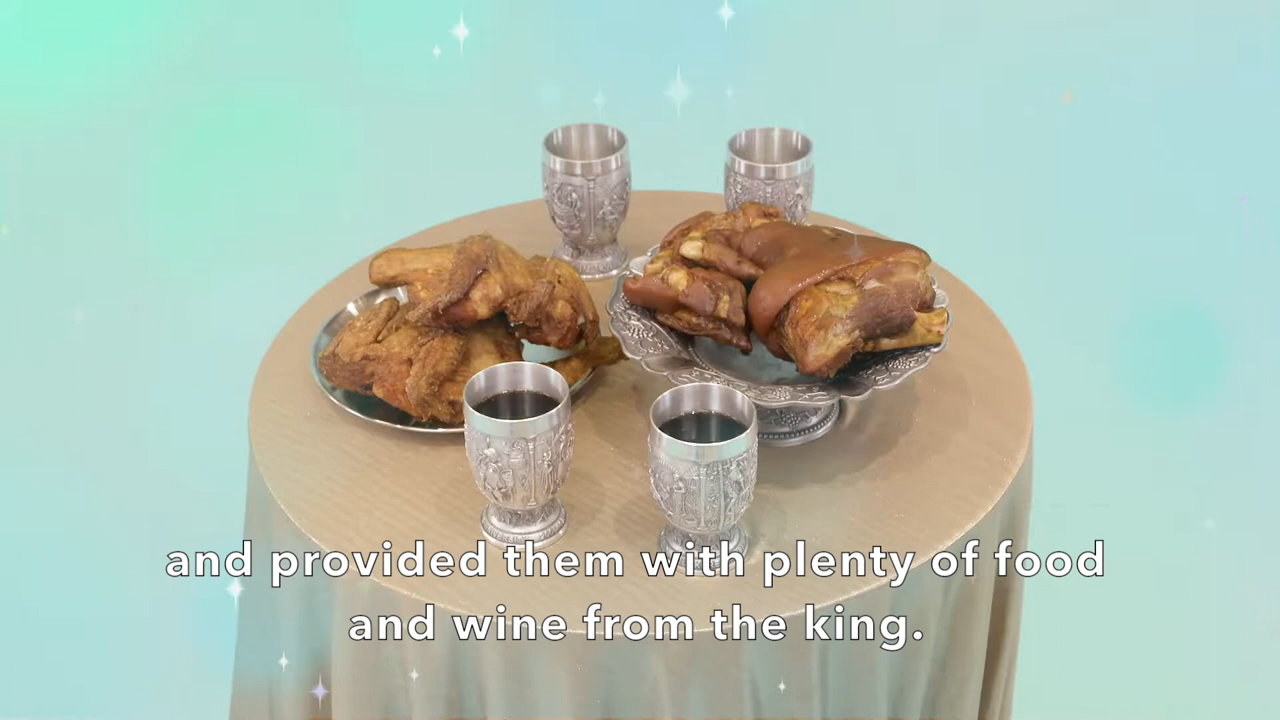 and provided them with plenty of food
and wine from the king.